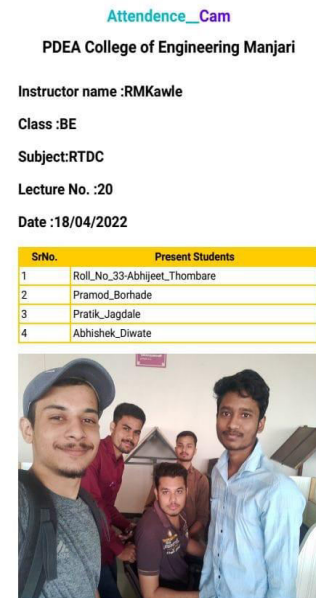 Attendence_Cam
PDEA College of Engineering Manjari
Instructor name :RMKawle
Class :BE
Subject:RTDC
Lecture No. :20
Date :18/04/2022
SrNo. Present Students
1 Roll_No_33-Abhijeet_Thombare
2 Pramod_Borhade
3 Pratik_Jagdale
4 Abhishek_Diwate